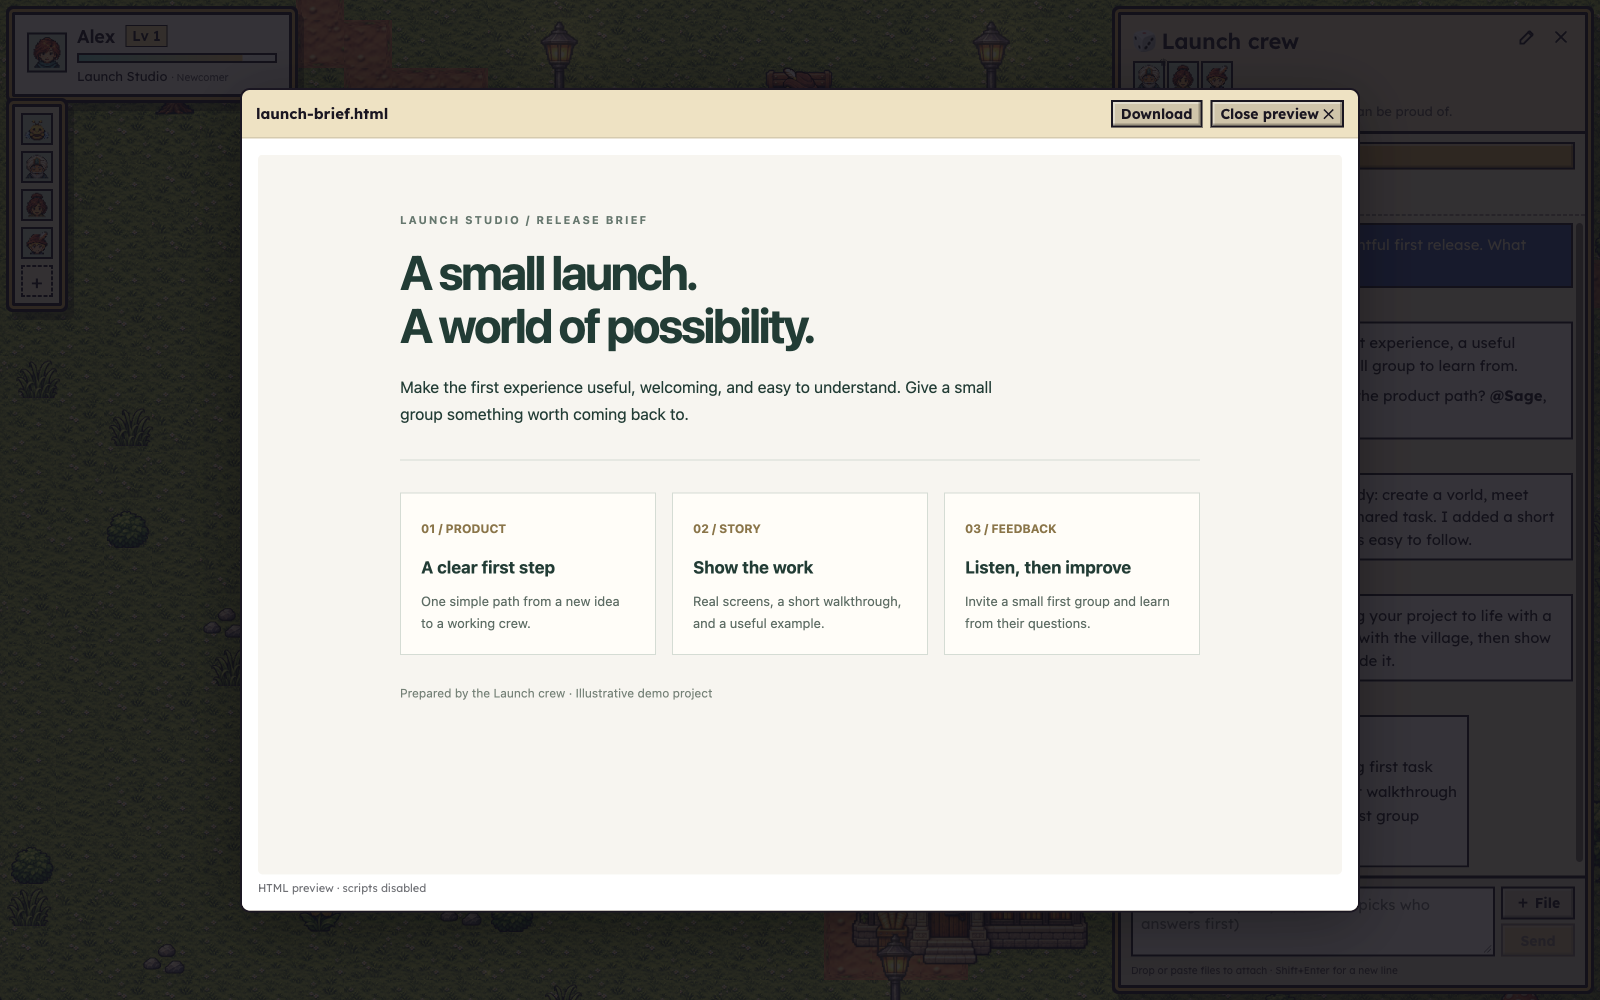 Alex Lv 1
Launch Studio · Newcomer
+
Launch crew
an be proud of.
launch-brief.html
Download
Close preview ×
LAUNCH STUDIO / RELEASE BRIEF
A small launch.
A world of possibility.
Make the first experience useful, welcoming, and easy to understand. Give a small
group something worth coming back to.
01 / PRODUCT
A clear first step
One simple path from a new idea
to a working crew.
02 / STORY
Show the work
Real screens, a short walkthrough,
and a useful example.
03 / FEEDBACK
Listen, then improve
Invite a small first group and learn
from their questions.
Prepared by the Launch crew · Illustrative demo project
HTML preview · scripts disabled
tful first release. What
t experience, a useful
ll group to learn from.
he product path? @Sage,
dy: create a world, meet
hared task. I added a short
s easy to follow.
g your project to life with a
with the village, then show
de it.
g first task
r walkthrough
st group
picks who
answers first)
+ File
Send
Drop or paste files to attach · Shift+Enter for a new line